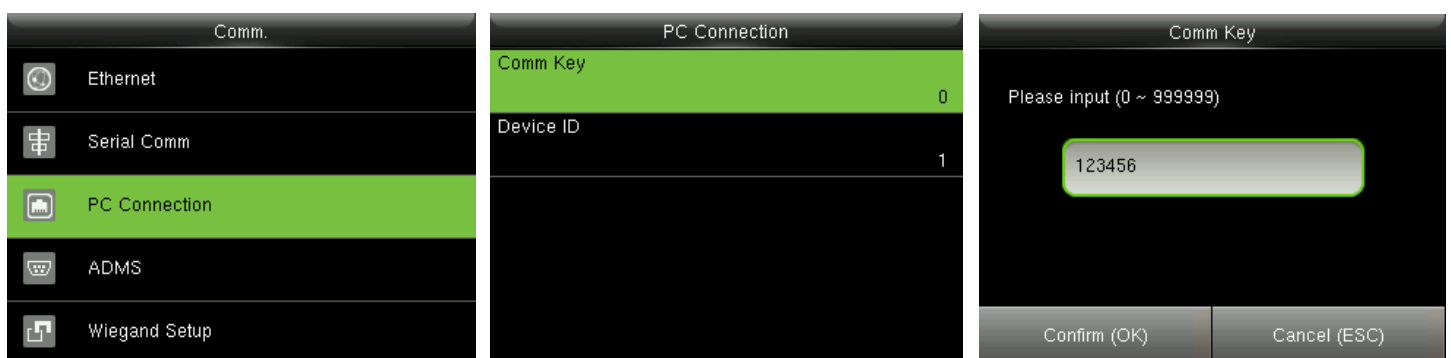 Comm.
Ethernet
Serial Comm
PC Connection
ADMS
Wiegand Setup
PC Connection
Comm Key
0
Device ID
1
Comm Key
Please input (0 ~ 999999)
123456
Confirm (OK)
Cancel (ESC)